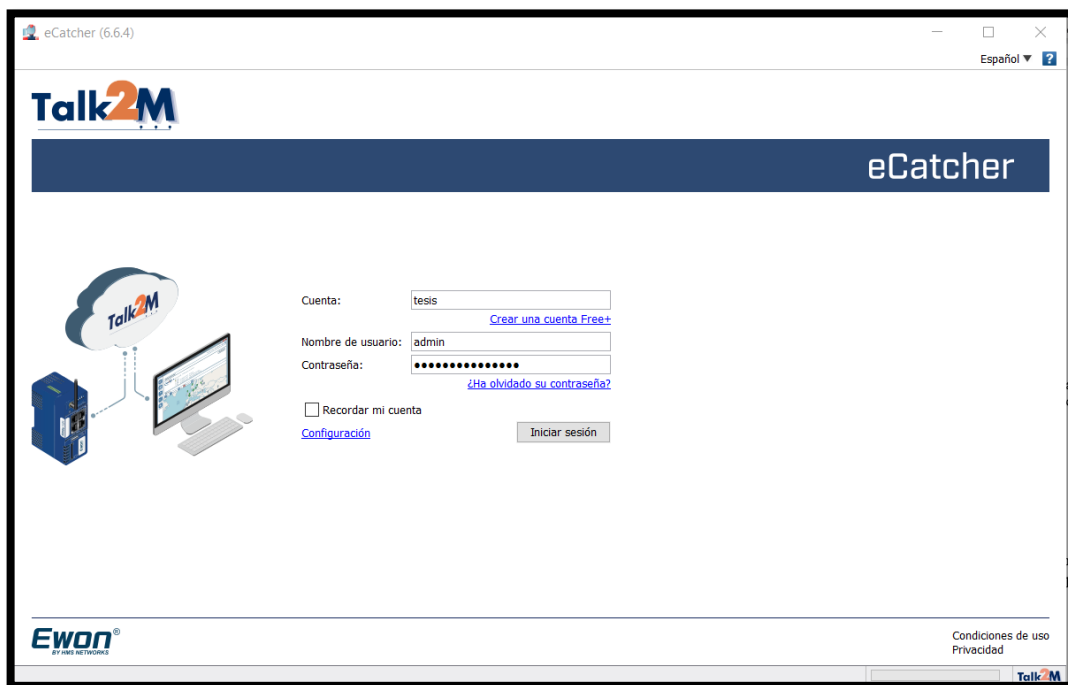 eCatcher (6.6.4)
Español ▼ ?
Talk2M
eCatcher
Talk2M
Cuenta: tesis
Crear una cuenta Free+
Nombre de usuario: admin
Contraseña: ●●●●●●●●●●●●●●●
¿Ha olvidado su contraseña?
Recordar mi cuenta
Configuración Iniciar sesión
Ewon®
BY HMS NETWORKS
Condiciones de uso
Privacidad
Talk2M